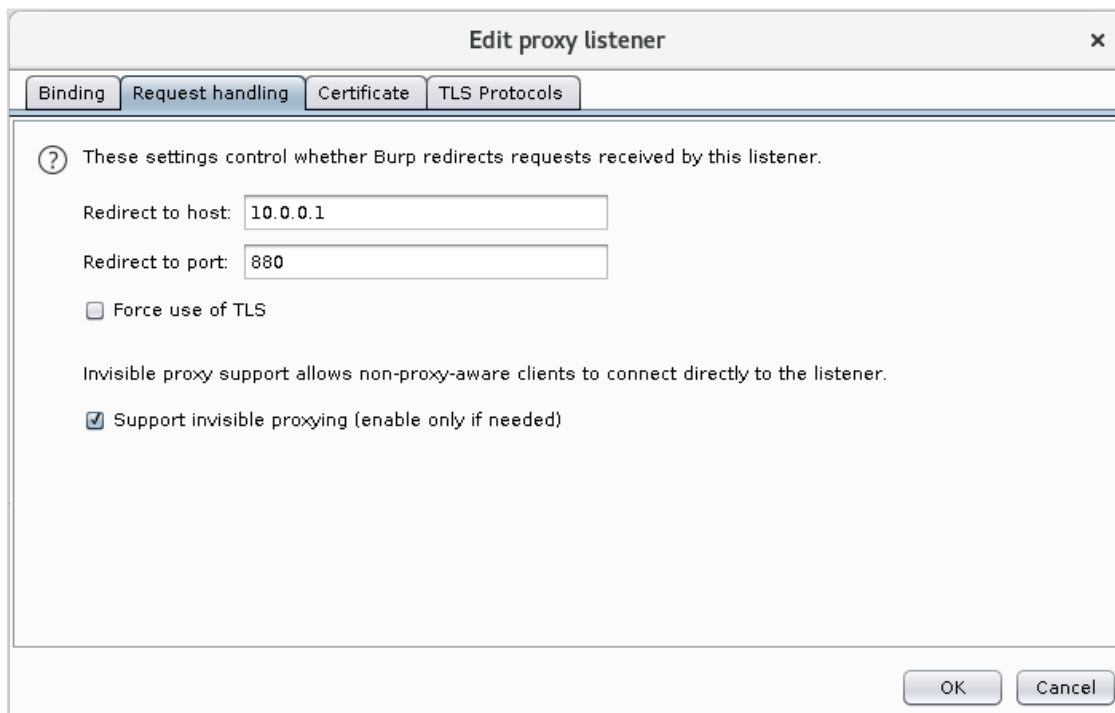 Edit proxy listener
Binding Request handling Certificate TLS Protocols
These settings control whether Burp redirects requests received by this listener.
Redirect to host: 10.0.0.1
Redirect to port: 880
Force use of TLS
Invisible proxy support allows non-proxy-aware clients to connect directly to the listener.
Support invisible proxying (enable only if needed)
OK Cancel